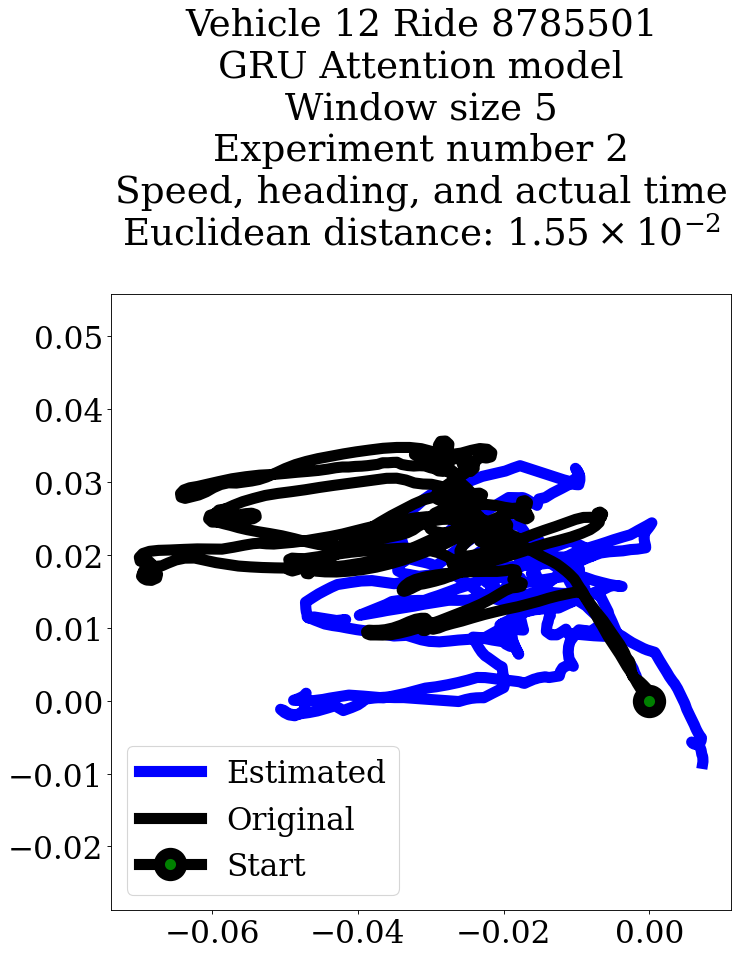 Vehicle 12 Ride 8785501
GRU Attention model
Window size 5
Experiment number 2
Speed, heading, and actual time
Euclidean distance: 1.55 × 10⁻²
0.05
0.04
0.03
0.02
0.01
0.00
−0.01
−0.02
Estimated
Original
Start
−0.06
−0.04
−0.02
0.00